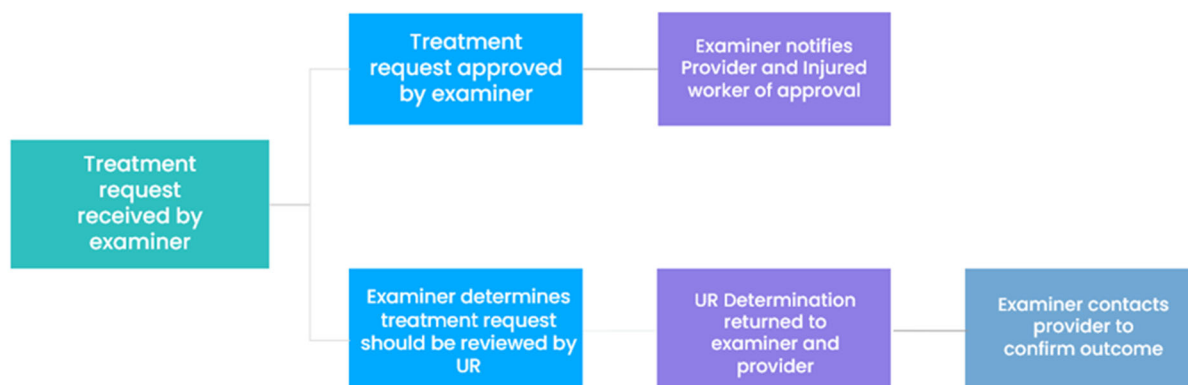 Treatment
request approved
by examiner
Examiner notifies
Provider and Injured
worker of approval
Treatment
request
received by
examiner
Examiner determines
treatment request
should be reviewed by
UR
UR Determination
returned to
examiner and
provider
Examiner contacts
provider to
confirm outcome